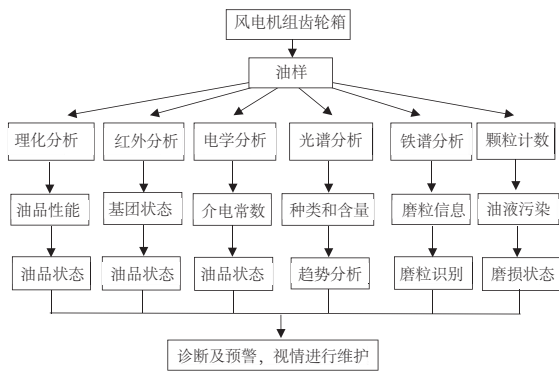 风电机组齿轮箱
油样
理化分析 红外分析 电学分析 光谱分析 铁谱分析 颗粒计数
油品性能 基团状态 介电常数 种类和含量 磨粒信息 油液污染
油品状态 油品状态 油品状态 趋势分析 磨粒识别 磨损状态
诊断及预警，视情进行维护